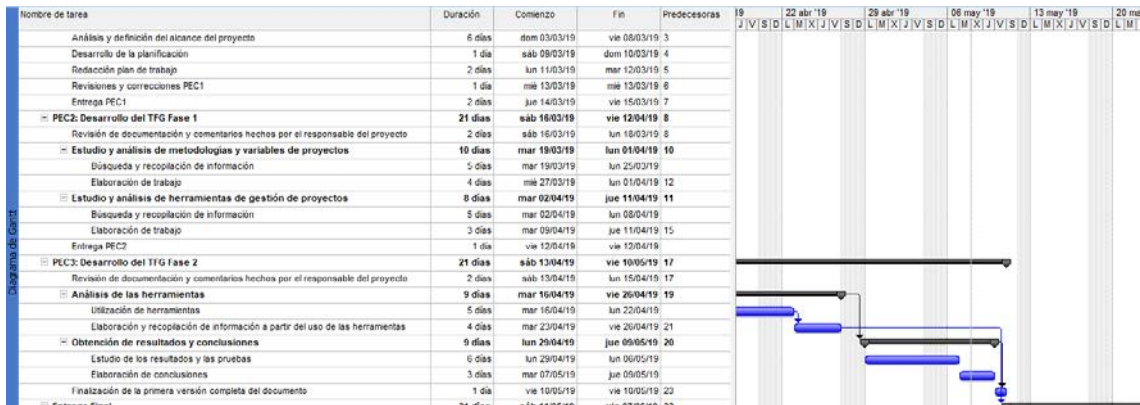 Nombre de tarea Duración Comienzo Fin Predecesoras 19 22 abr '19 29 abr '19 06 may '19 13 may '19 20 ma
J V S D L M X J V S D L M X J V S D L M X J V S D L M X J V S D L M
Análisis y definición del alcance del proyecto 6 días dom 03/03/19 vie 08/03/19 3
Desarrollo de la planificación 1 día sáb 09/03/19 dom 10/03/19 4
Redacción plan de trabajo 2 días lun 11/03/19 mar 12/03/19 5
Revisiones y correcciones PEC1 1 día mié 13/03/19 mié 13/03/19 6
Entrega PEC1 2 días jue 14/03/19 vie 15/03/19 7
PEC2: Desarrollo del TFG Fase 1 21 días sáb 16/03/19 vie 12/04/19 8
Revisión de documentación y comentarios hechos por el responsable del proyecto 2 días sáb 16/03/19 lun 18/03/19 8
Estudio y análisis de metodologías y variables de proyectos 10 días mar 19/03/19 lun 01/04/19 10
Búsqueda y recopilación de información 5 días mar 19/03/19 lun 25/03/19
Elaboración de trabajo 4 días mié 27/03/19 lun 01/04/19 12
Estudio y análisis de herramientas de gestión de proyectos 8 días mar 02/04/19 jue 11/04/19 11
Búsqueda y recopilación de información 5 días mar 02/04/19 lun 08/04/19
Elaboración de trabajo 3 días mar 09/04/19 jue 11/04/19 15
Entrega PEC2 1 día vie 12/04/19 vie 12/04/19
PEC3: Desarrollo del TFG Fase 2 21 días sáb 13/04/19 vie 10/05/19 17
Revisión de documentación y comentarios hechos por el responsable del proyecto 2 días sáb 13/04/19 lun 15/04/19 17
Análisis de las herramientas 9 días mar 16/04/19 vie 26/04/19 19
Utilización de herramientas 5 días mar 16/04/19 lun 22/04/19
Elaboración y recopilación de información a partir del uso de las herramientas 4 días mar 23/04/19 vie 26/04/19 21
Obtención de resultados y conclusiones 9 días lun 29/04/19 jue 09/05/19 20
Estudio de los resultados y las pruebas 6 días lun 29/04/19 lun 06/05/19
Elaboración de conclusiones 3 días mar 07/05/19 jue 09/05/19
Finalización de la primera versión completa del documento 1 día vie 10/05/19 vie 10/05/19 23
Diagrama de Gantt